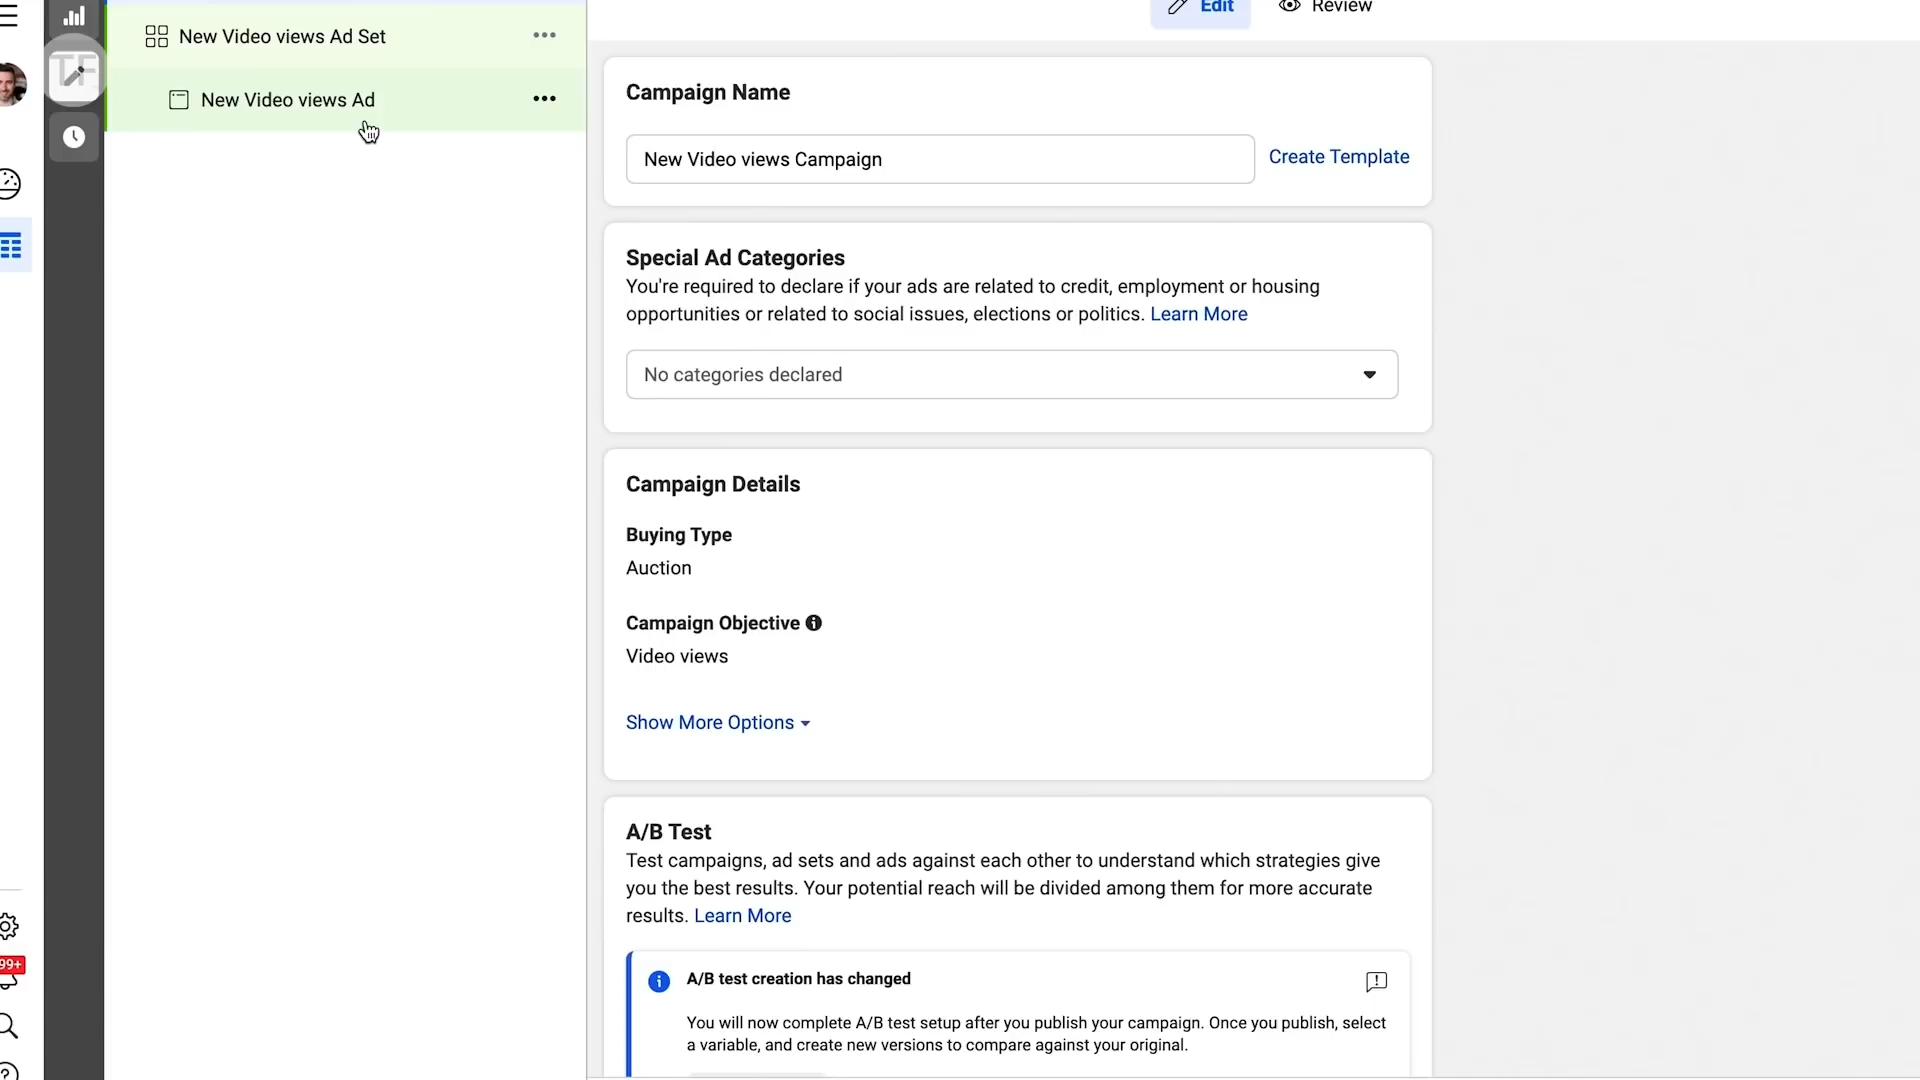 Edit
Review
New Video views Ad Set
TF
New Video views Ad
Campaign Name
New Video views Campaign
Create Template
Special Ad Categories
You're required to declare if your ads are related to credit, employment or housing
opportunities or related to social issues, elections or politics. Learn More
No categories declared
Campaign Details
Buying Type
Auction
Campaign Objective
Video views
Show More Options
A/B Test
Test campaigns, ad sets and ads against each other to understand which strategies give
you the best results. Your potential reach will be divided among them for more accurate
results. Learn More
99+
A/B test creation has changed
You will now complete A/B test setup after you publish your campaign. Once you publish, select
a variable, and create new versions to compare against your original.